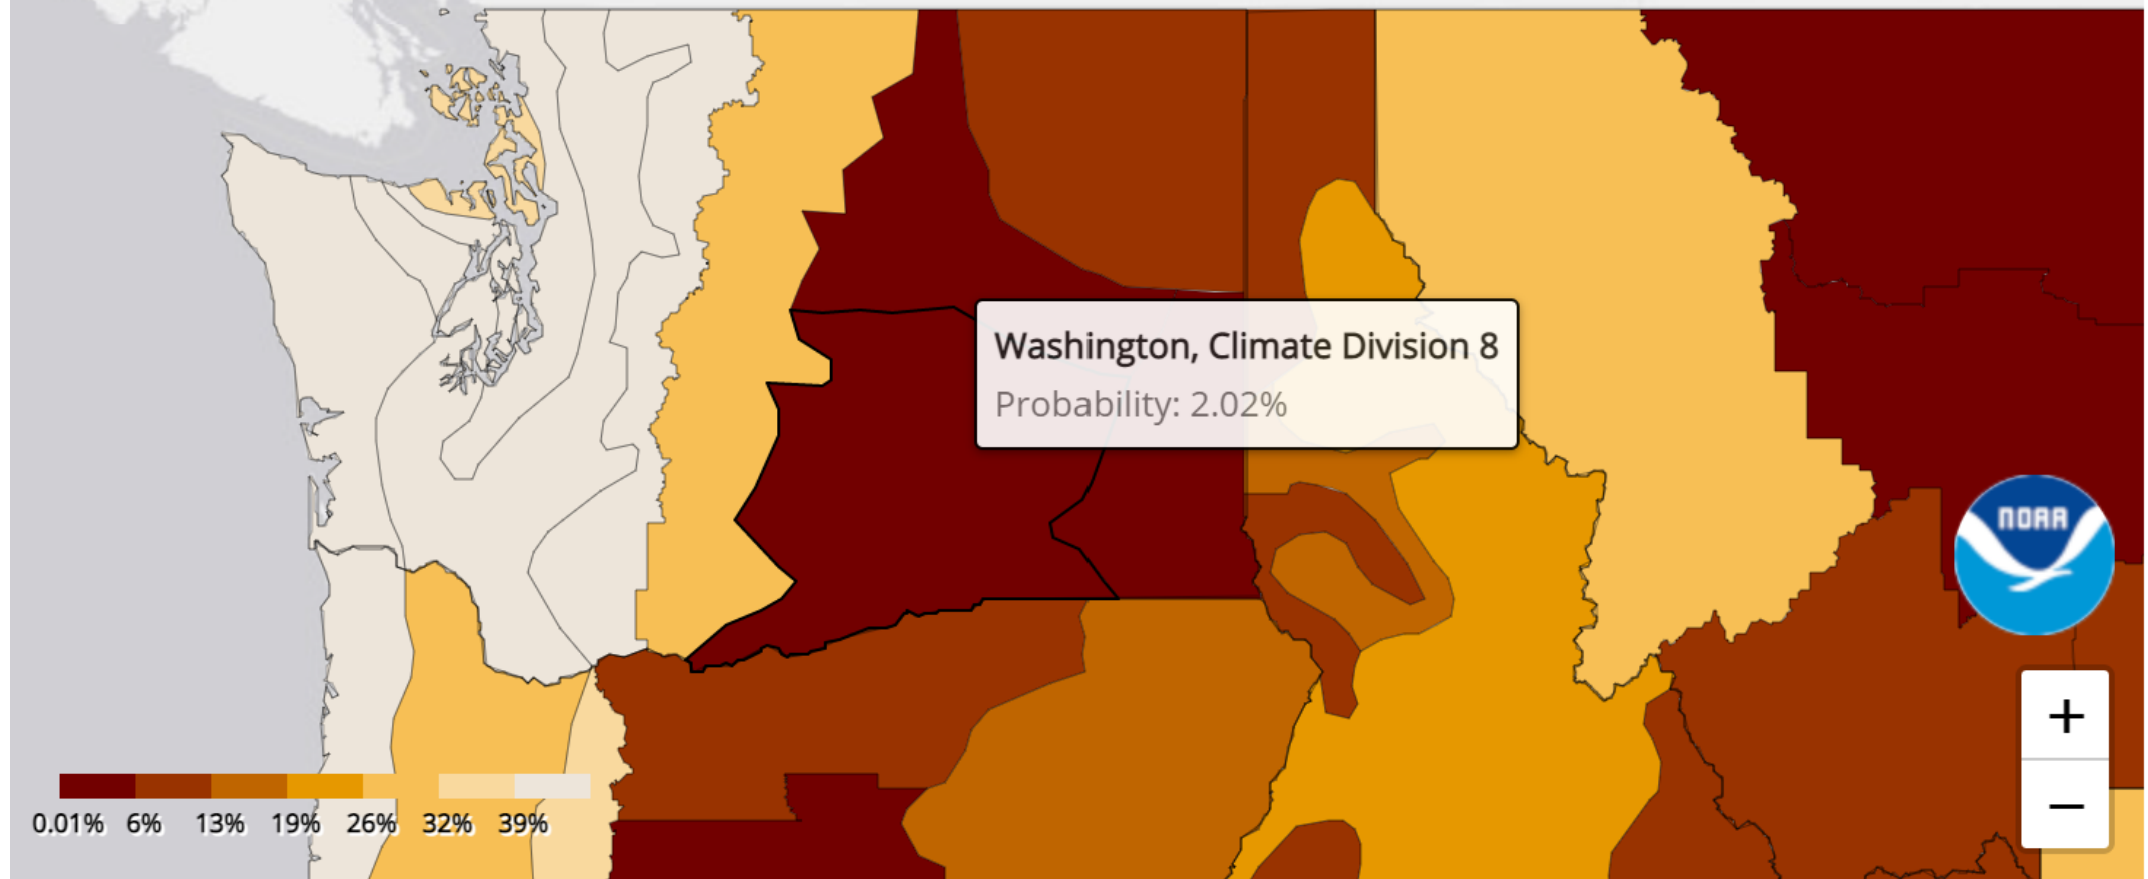 Washington, Climate Division 8
Probability: 2.02%
NOAA
+
−
0.01% 6% 13% 19% 26% 32% 39%